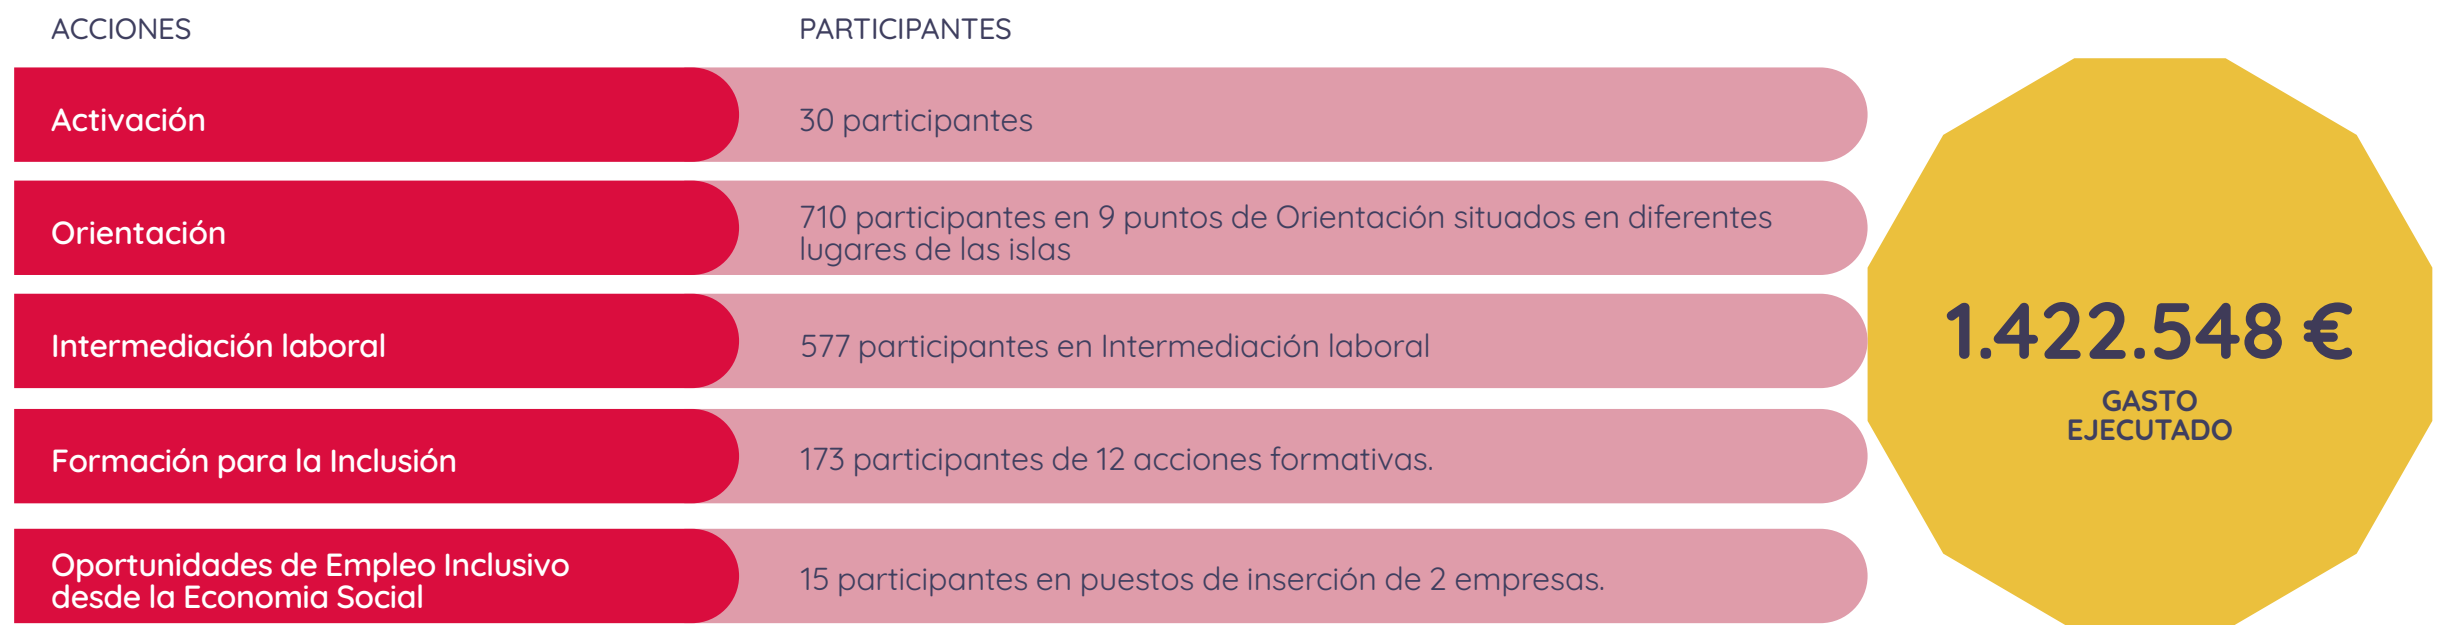 ACCIONES
PARTICIPANTES
Activación
30 participantes
Orientación
710 participantes en 9 puntos de Orientación situados en diferentes
lugares de las islas
Intermediación laboral
577 participantes en Intermediación laboral
Formación para la Inclusión
173 participantes de 12 acciones formativas.
Oportunidades de Empleo Inclusivo
desde la Economia Social
15 participantes en puestos de inserción de 2 empresas.
1.422.548 €
GASTO
EJECUTADO